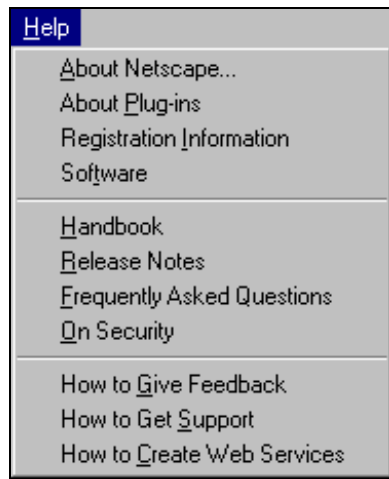 Help
About Netscape...
About Plug-ins
Registration Information
Software
Handbook
Release Notes
Frequently Asked Questions
On Security
How to Give Feedback
How to Get Support
How to Create Web Services